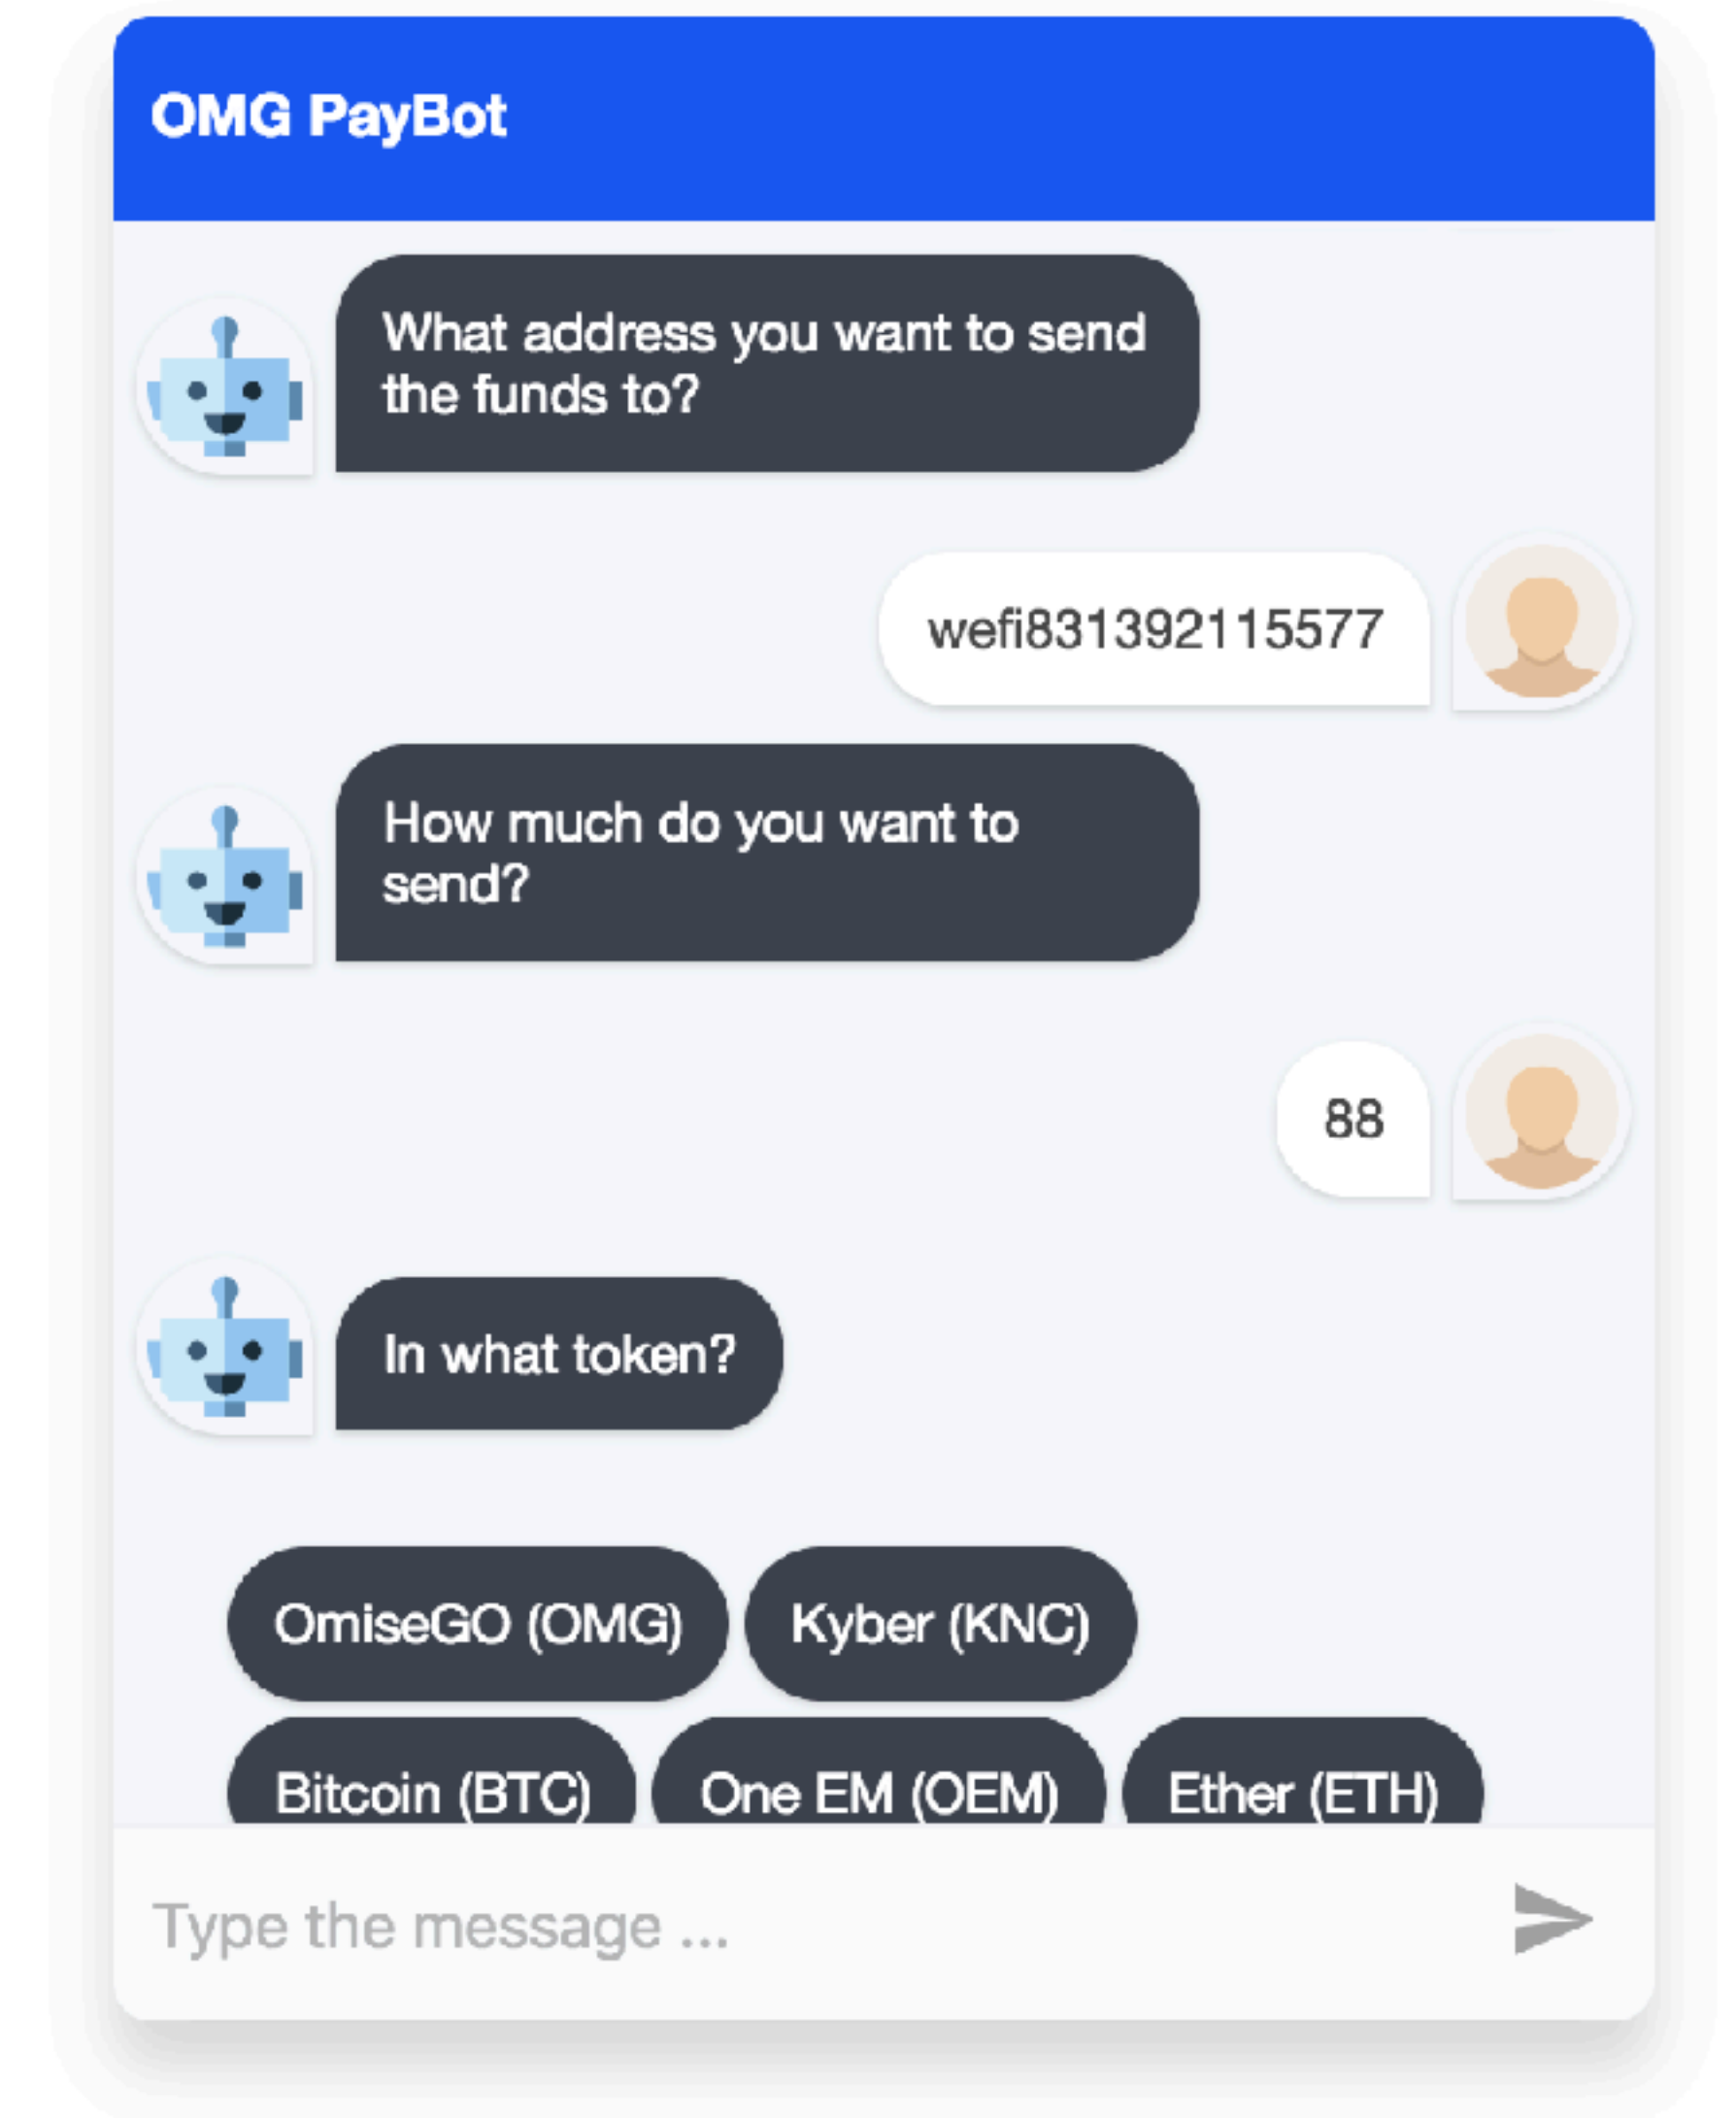 OMG PayBot
What address you want to send
the funds to?
wefi831392115577
How much do you want to
send?
88
In what token?
OmiseGO (OMG) Kyber (KNC)
Bitcoin (BTC) One EM (OEM) Ether (ETH)
Type the message ...